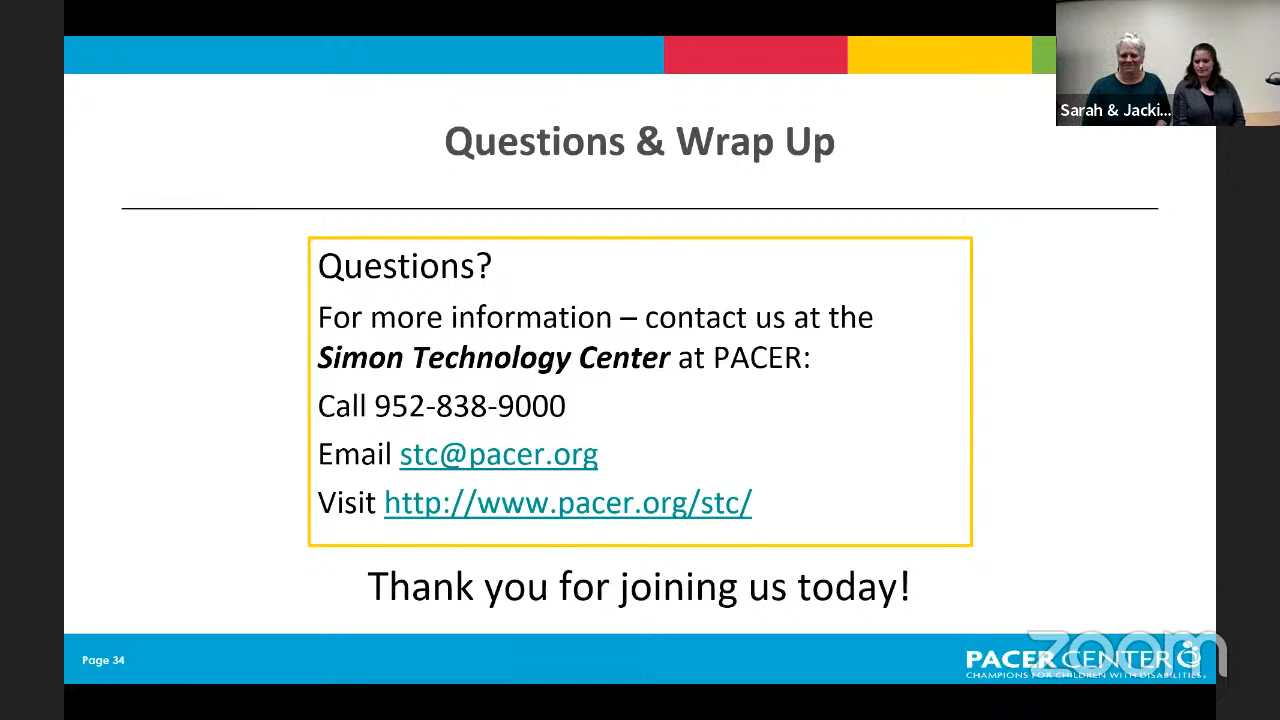 Sarah & Jacki...
Questions & Wrap Up
Questions?
For more information – contact us at the
Simon Technology Center at PACER:
Call 952-838-9000
Email stc@pacer.org
Visit http://www.pacer.org/stc/
Thank you for joining us today!
Page 34
zoom
PACER CENTER
CHAMPIONS FOR CHILDREN WITH DISABILITIES